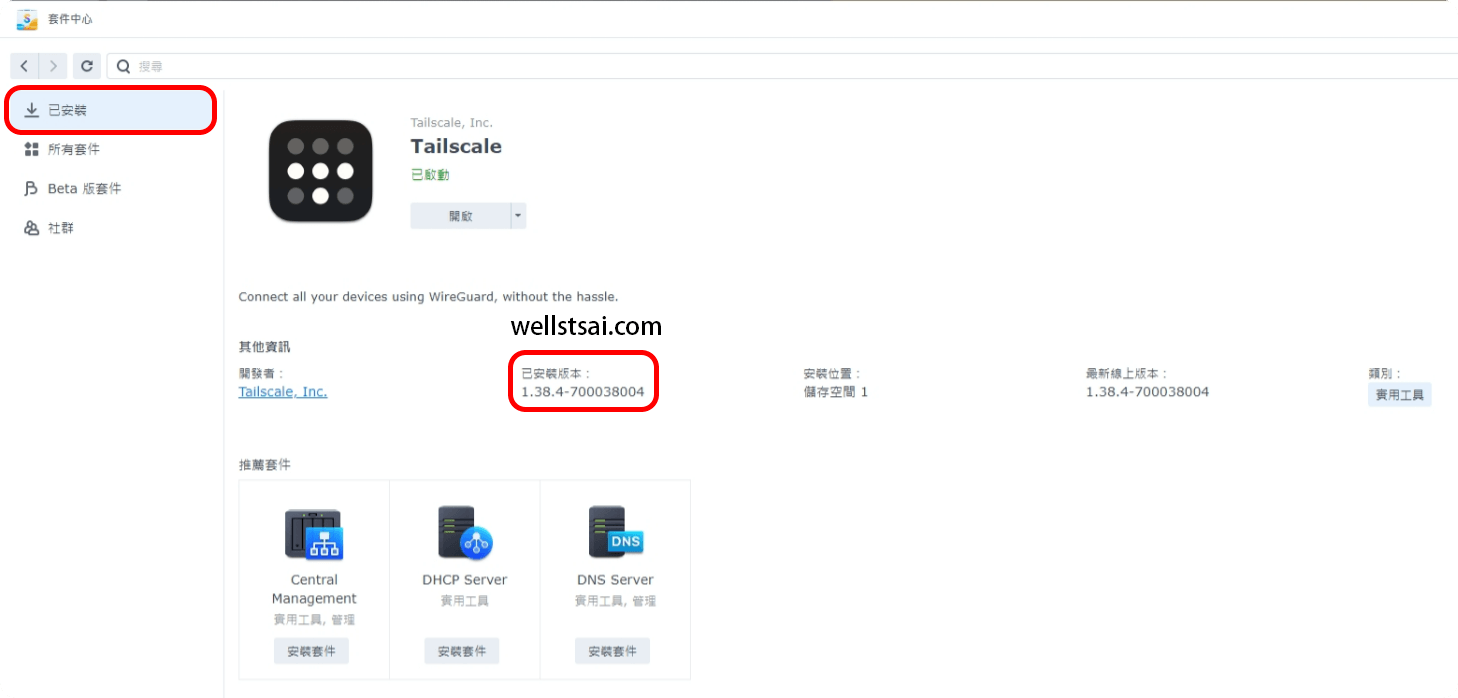 套件中心
搜尋
已安裝
所有套件
Beta 版套件
社群
Tailscale, Inc.
Tailscale
已啟動
開啟
Connect all your devices using WireGuard, without the hassle.
wellstsai.com
其他資訊
開發者：
Tailscale, Inc.
已安裝版本：
1.38.4-700038004
安裝位置：
儲存空間 1
最新線上版本：
1.38.4-700038004
類別：
實用工具
推薦套件
Central
Management
實用工具, 管理
安裝套件
DHCP Server
實用工具
安裝套件
DNS
DNS Server
實用工具, 管理
安裝套件